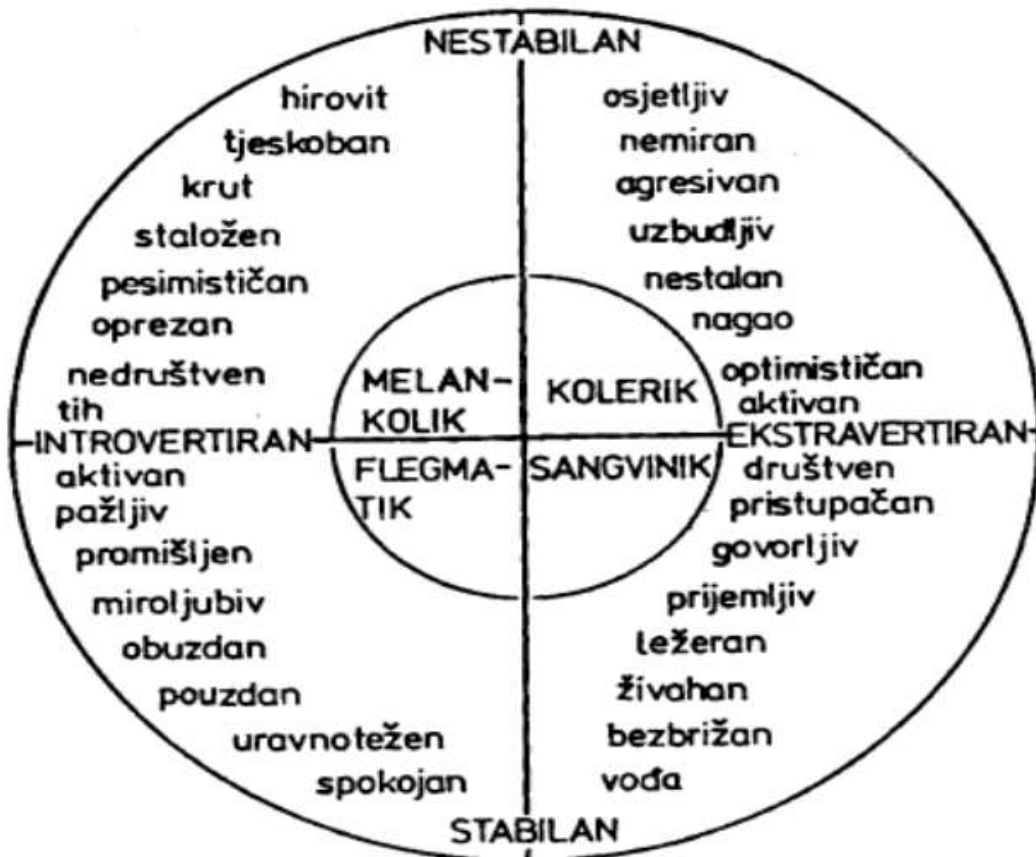 NESTABILAN
hirovit
tjeskoban
krut
staložen
pesimističan
oprezan
nedruštven
tih
osjetljiv
nemiran
agresivan
uzbudljiv
nestalan
nagao
optimističan
aktivan
MELAN-
KOLIK
KOLERIK
INTROVERTIRAN
EKSTRAVERTIRAN
FLEGMA-
TIK
SANGVINIK
aktivan
pažljiv
promišljen
miroljubiv
obuzdan
pouzdan
uravnotežen
spokojan
društven
pristupačan
govorljiv
prijemljiv
ležeran
živahan
bezbrižan
vođa
STABILAN